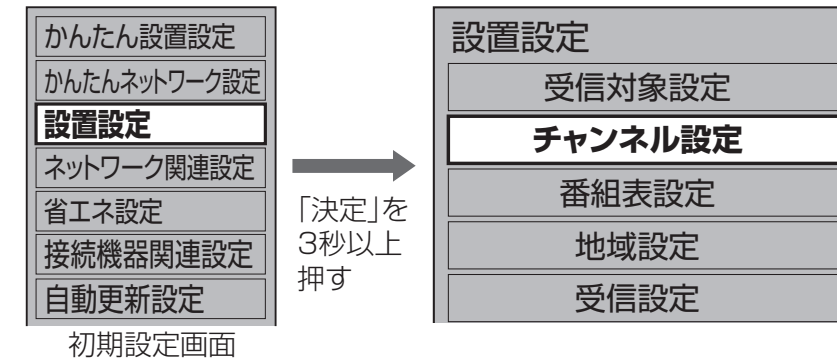 かんたん設置設定
かんたんネットワーク設定
設置設定
ネットワーク関連設定
省エネ設定
接続機器関連設定
自動更新設定
初期設定画面
「決定」を
3秒以上
押す
設置設定
受信対象設定
チャンネル設定
番組表設定
地域設定
受信設定